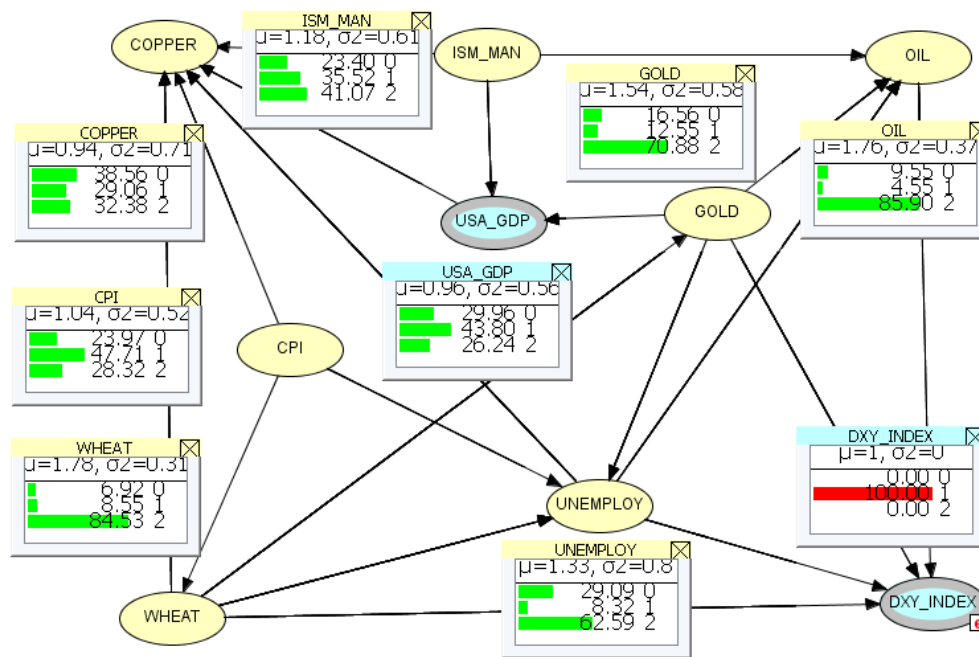 ISM_MAN
μ=1.18, σ2=0.61
23.40 0
35.52 1
41.07 2
COPPER
ISM_MAN
OIL
GOLD
μ=1.54, σ2=0.58
16.56 0
12.55 1
70.88 2
COPPER
μ=0.94, σ2=0.71
38.56 0
29.06 1
32.38 2
OIL
μ=1.76, σ2=0.37
9.55 0
4.55 1
85.90 2
USA_GDP
GOLD
USA_GDP
μ=0.96, σ2=0.56
29.96 0
43.80 1
26.24 2
CPI
μ=1.04, σ2=0.52
23.97 0
47.71 1
28.32 2
CPI
WHEAT
μ=1.78, σ2=0.31
6.92 0
8.55 1
84.53 2
DXY_INDEX
μ=1, σ2=0
0.00 0
100.00 1
0.00 2
UNEMPLOY
UNEMPLOY
μ=1.33, σ2=0.8
29.09 0
8.32 1
62.59 2
WHEAT
DXY_INDEX
e